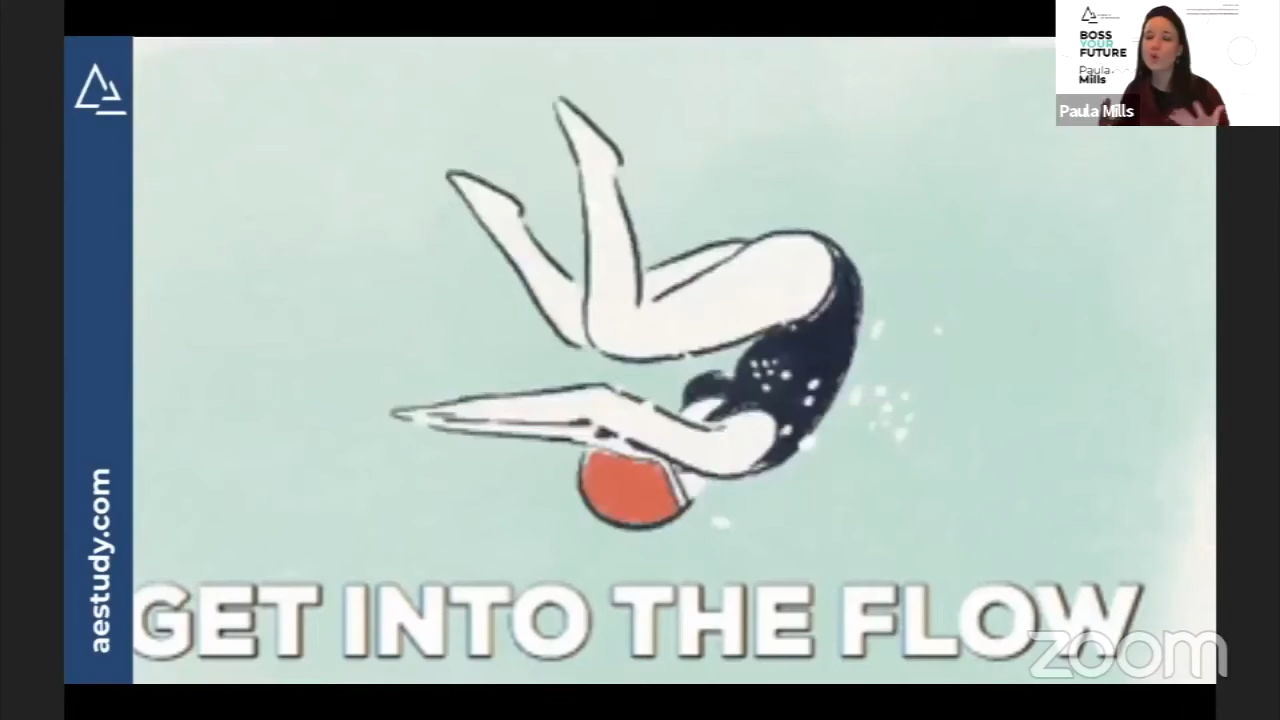 aestudy.com
GET INTO THE FLOW
zoom
BOSS
YOUR
FUTURE
Paula
Mills
Paula Mills